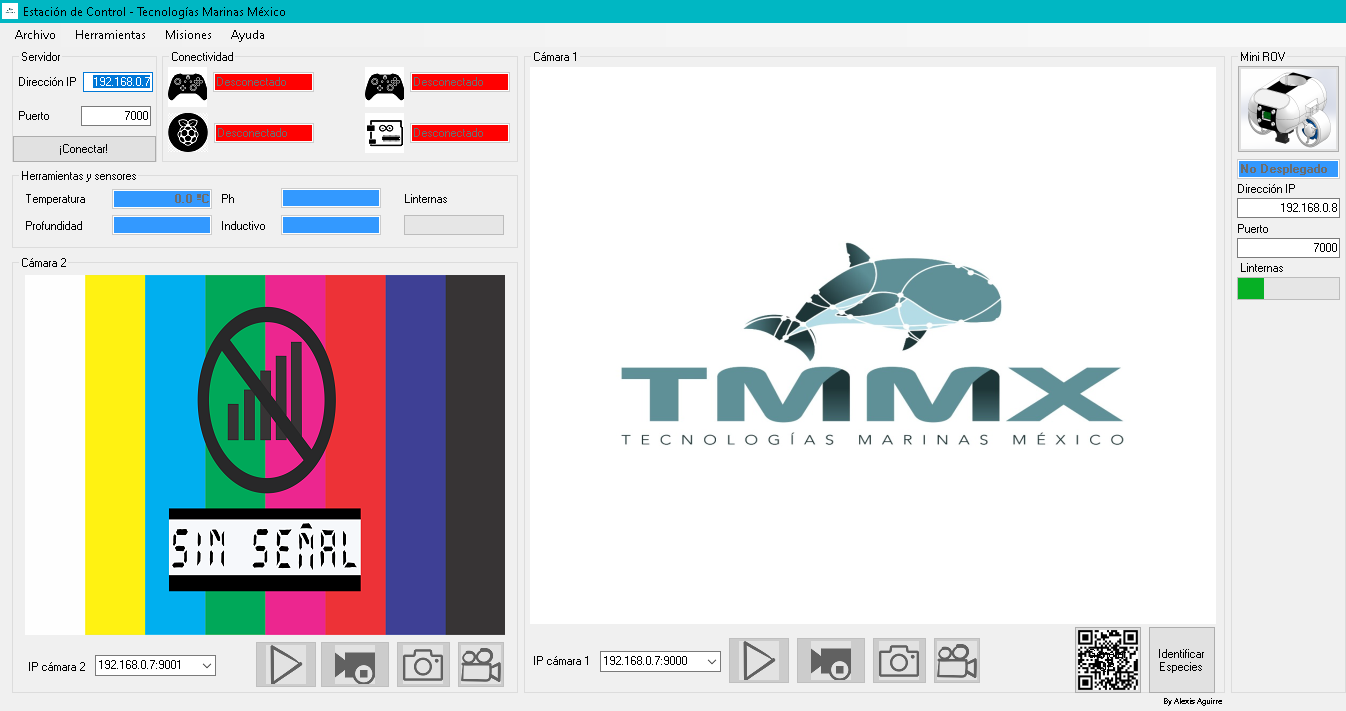 Estación de Control - Tecnologías Marinas México
Archivo Herramientas Misiones Ayuda
Servidor
Dirección IP 192.168.0.7
Puerto 7000
¡Conectar!
Conectividad
Desconectado Desconectado
Desconectado Desconectado
Herramientas y sensores
Temperatura 0.0 ºC Ph Linternas
Profundidad Inductivo
Cámara 2
SIN SEÑAL
IP cámara 2 192.168.0.7:9001
Cámara 1
TMMX
TECNOLOGÍAS MARINAS MÉXICO
IP cámara 1 192.168.0.7:9000
Identificar
Especies
By Alexis Aguirre
Mini ROV
No Desplegado
Dirección IP
192.168.0.8
Puerto
7000
Linternas